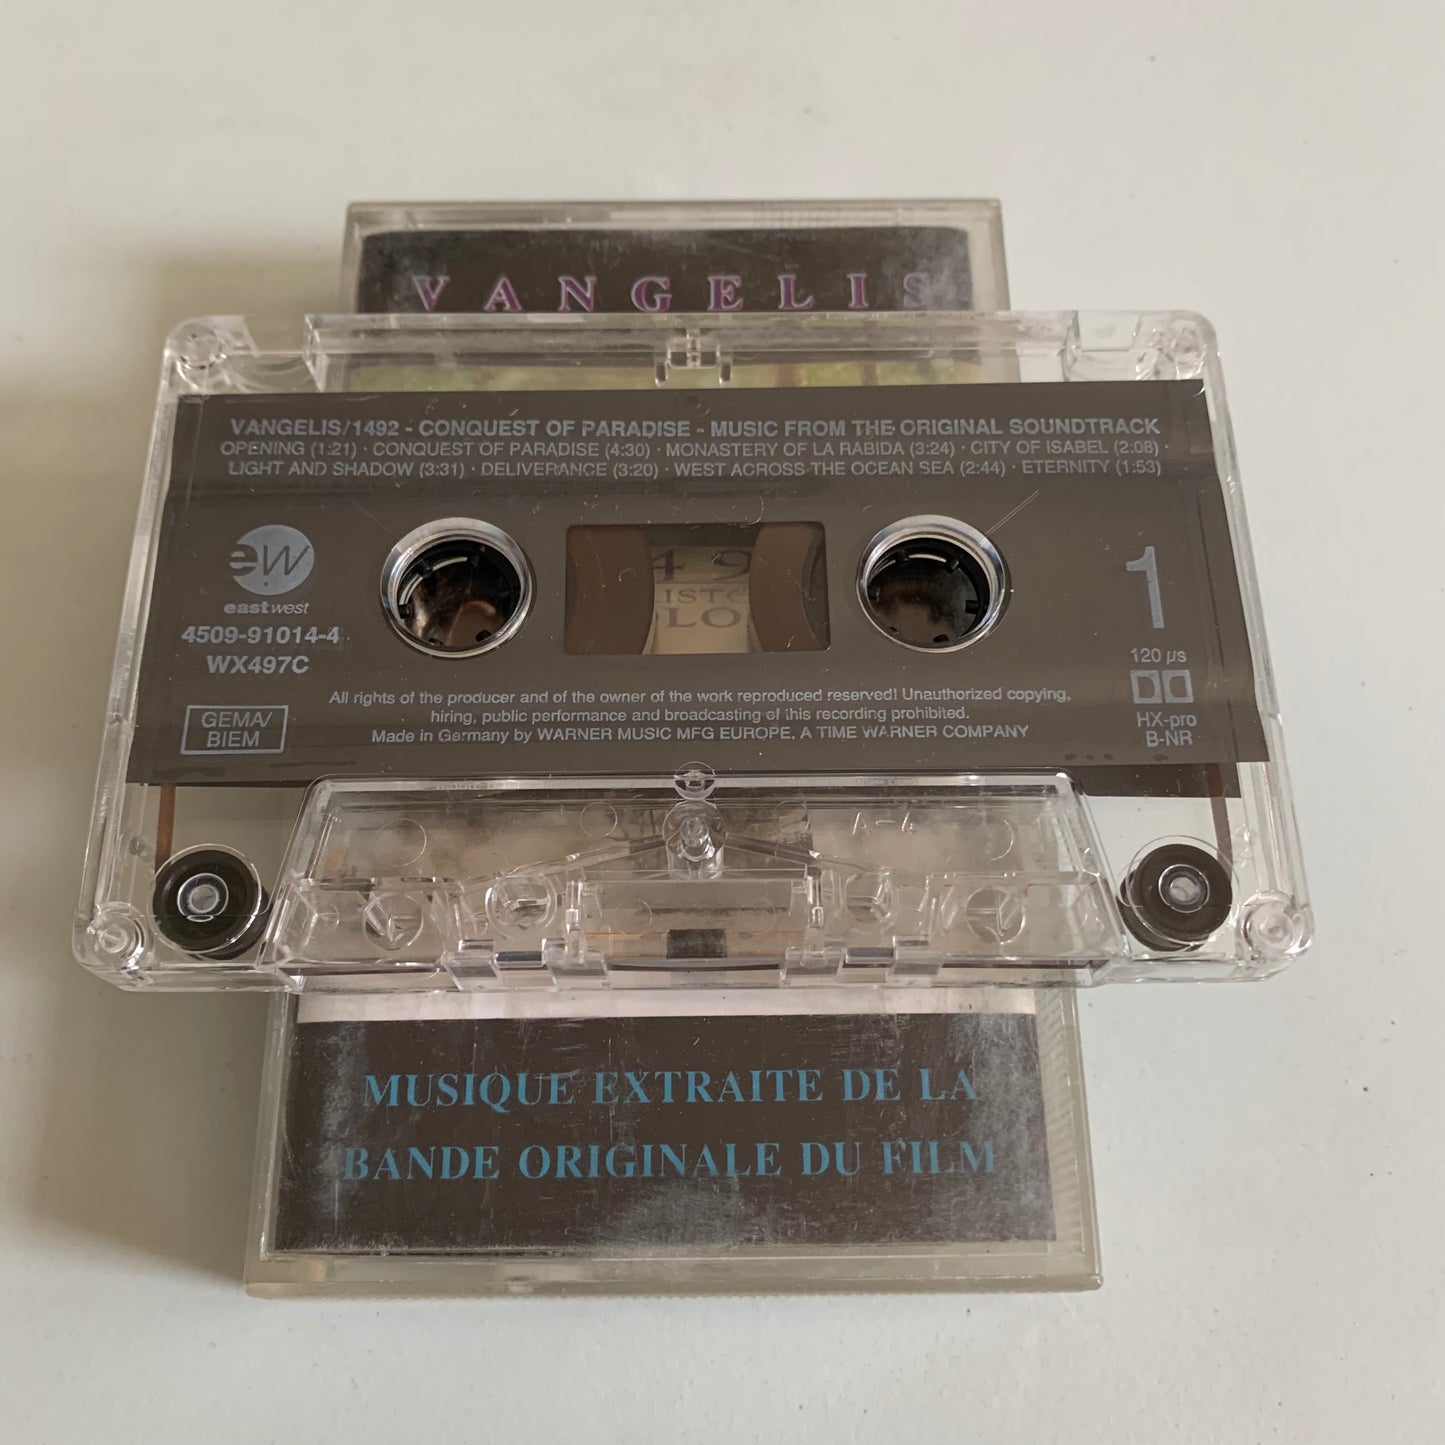 VANGELIS
VANGELIS/1492 - CONQUEST OF PARADISE - MUSIC FROM THE ORIGINAL SOUNDTRACK
OPENING (1:21) · CONQUEST OF PARADISE (4:30) · MONASTERY OF LA RABIDA (3:24) · CITY OF ISABEL (2:08) ·
LIGHT AND SHADOW (3:31) · DELIVERANCE (3:20) · WEST ACROSS THE OCEAN SEA (2:44) · ETERNITY (1:53)
ew
eastwest
4509-91014-4
WX497C
GEMA/
BIEM
1
120 µs
HX-pro
B-NR
All rights of the producer and of the owner of the work reproduced reserved! Unauthorized copying,
hiring, public performance and broadcasting of this recording prohibited.
Made in Germany by WARNER MUSIC MFG EUROPE, A TIME WARNER COMPANY
A-4
MUSIQUE EXTRAITE DE LA
BANDE ORIGINALE DU FILM